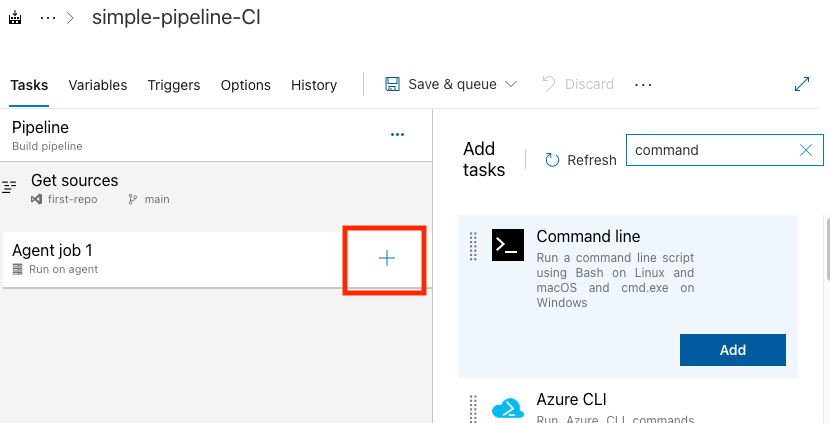 simple-pipeline-CI
Tasks Variables Triggers Options History Save & queue Discard
Pipeline
Build pipeline
Get sources
first-repo main
Agent job 1
Run on agent
Add
tasks
Refresh
command
Command line
Run a command line script
using Bash on Linux and
macOS and cmd.exe on
Windows
Add
Azure CLI
Run Azure CLI commands